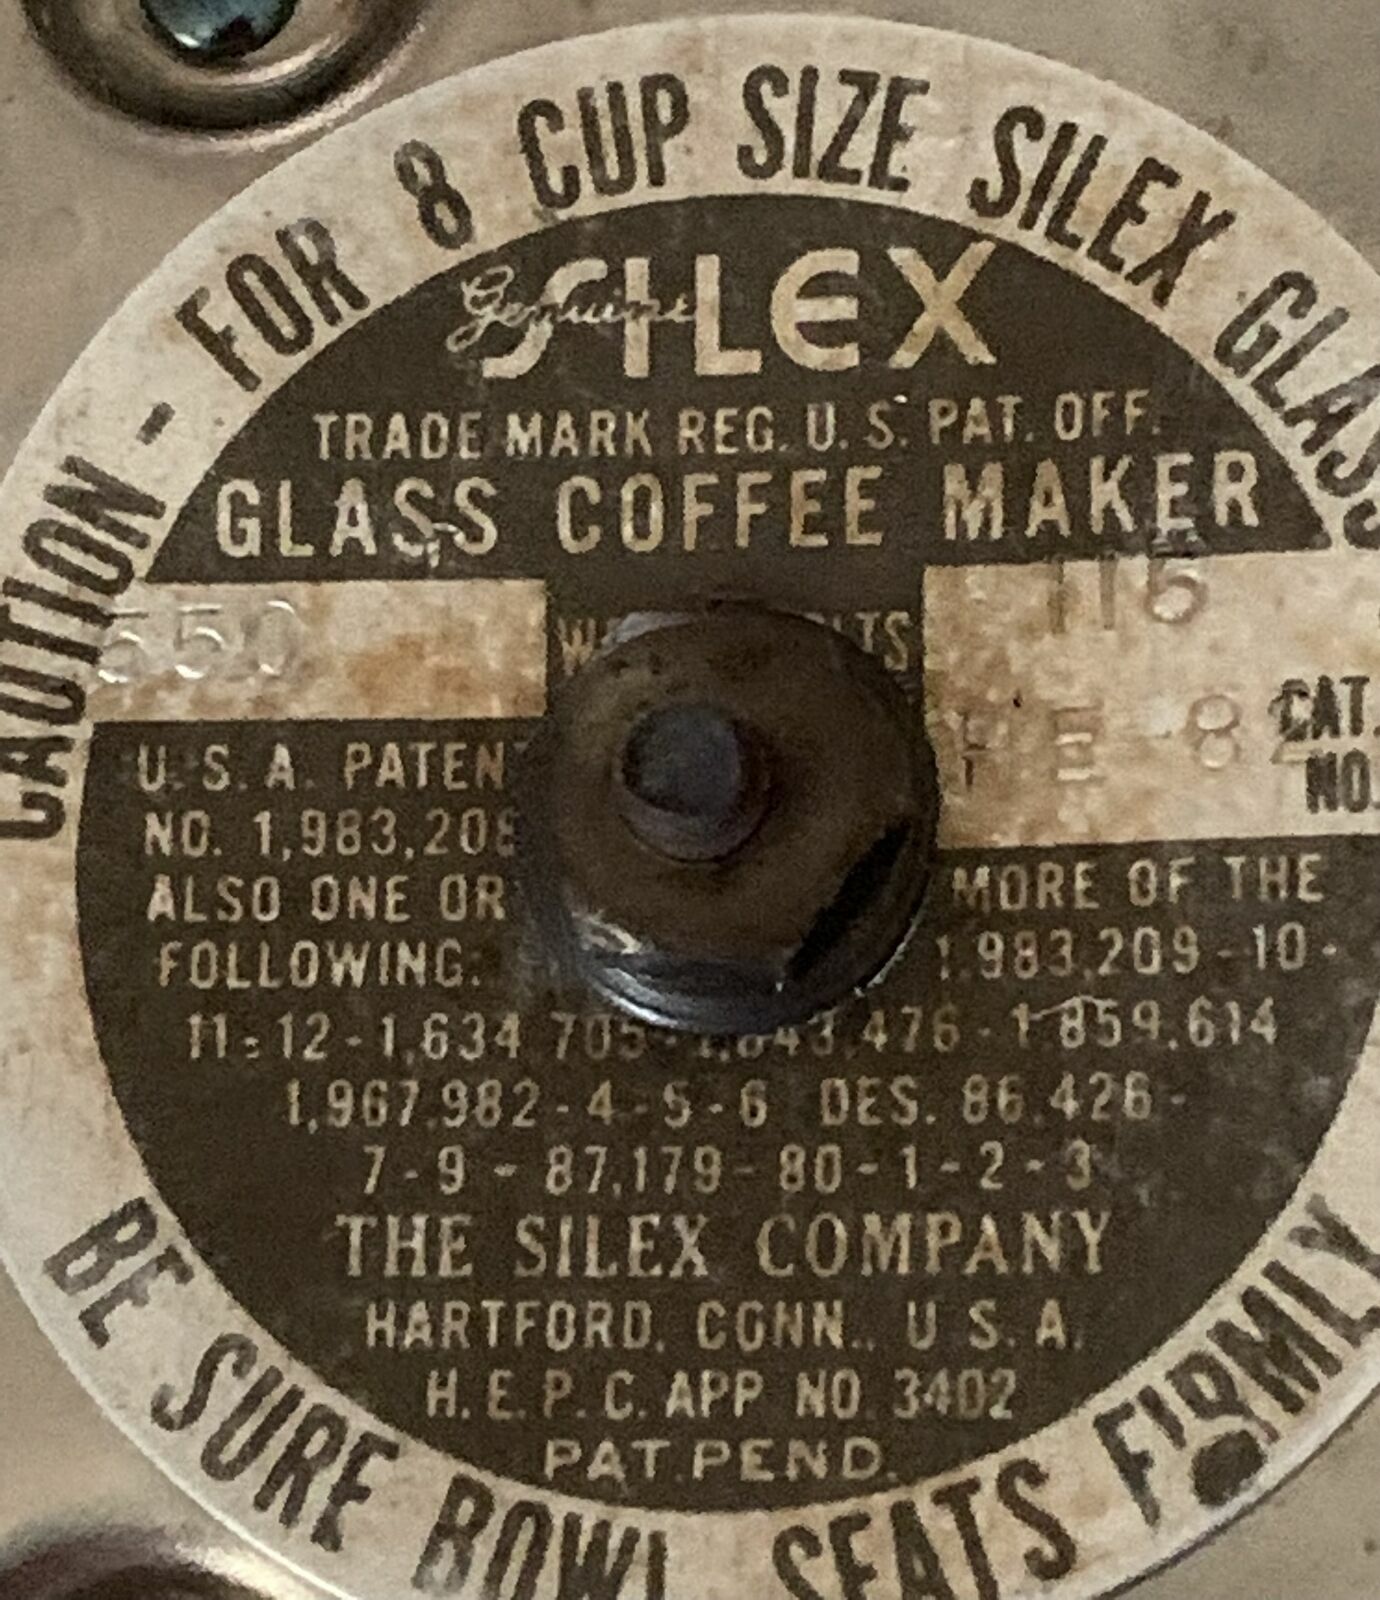 CAUTION - FOR 8 CUP SIZE SILEX GLASS
Genuine
SILEX
TRADE MARK REG. U. S. PAT. OFF.
GLASS COFFEE MAKER
550 115
CAT.
NO.
U. S. A.
NO. 1,983,208
ALSO ONE OR MORE OF THE
FOLLOWING: 1,983,209-10-
11-12-1,634,705- 476-1,859,614
1,967,982-4-5-6 DES. 86,426-
7-9-87,179-80-1-2-3
THE SILEX COMPANY
HARTFORD, CONN., U. S. A.
H. E. P. C. APP NO. 3402
PAT. PEND.
BE SURE BOWL SEATS FIRMLY